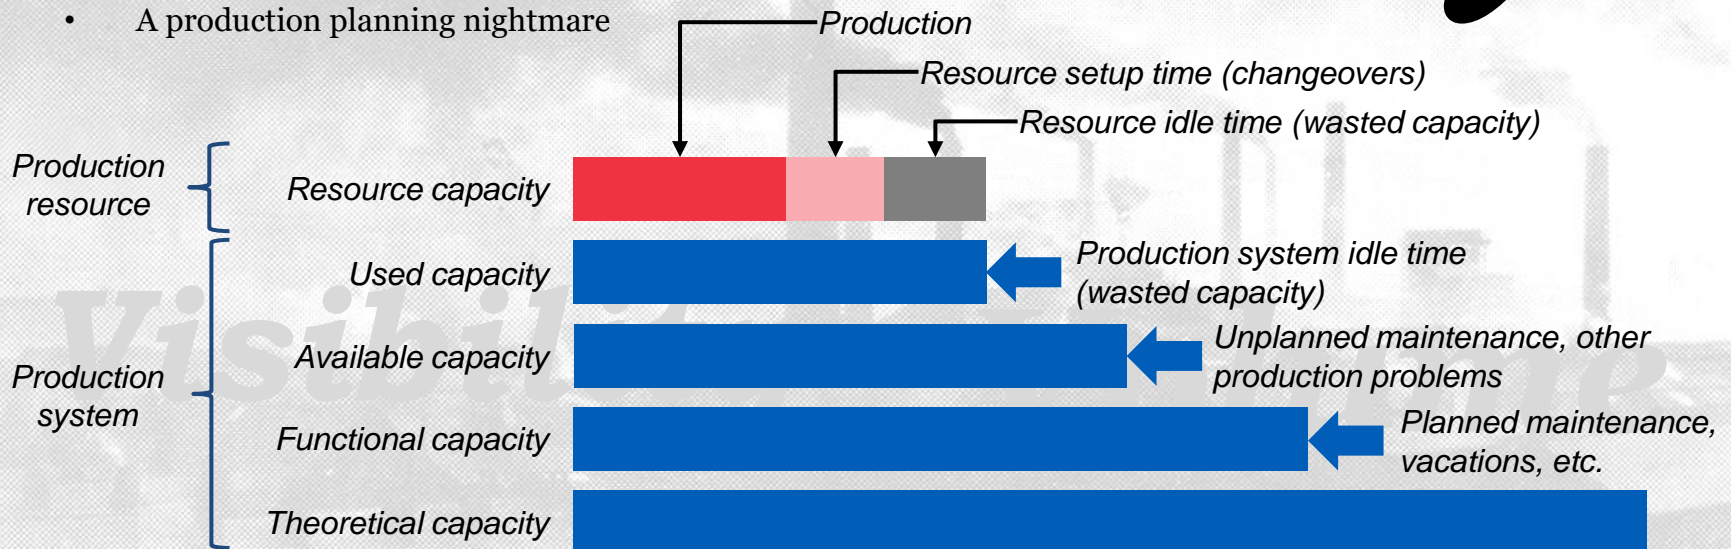 • A production planning nightmare
Production
Resource setup time (changeovers)
Resource idle time (wasted capacity)
Production
resource
Resource capacity
Used capacity
Production system idle time
(wasted capacity)
Available capacity
Unplanned maintenance, other
production problems
Production
system
Functional capacity
Planned maintenance,
vacations, etc.
Theoretical capacity